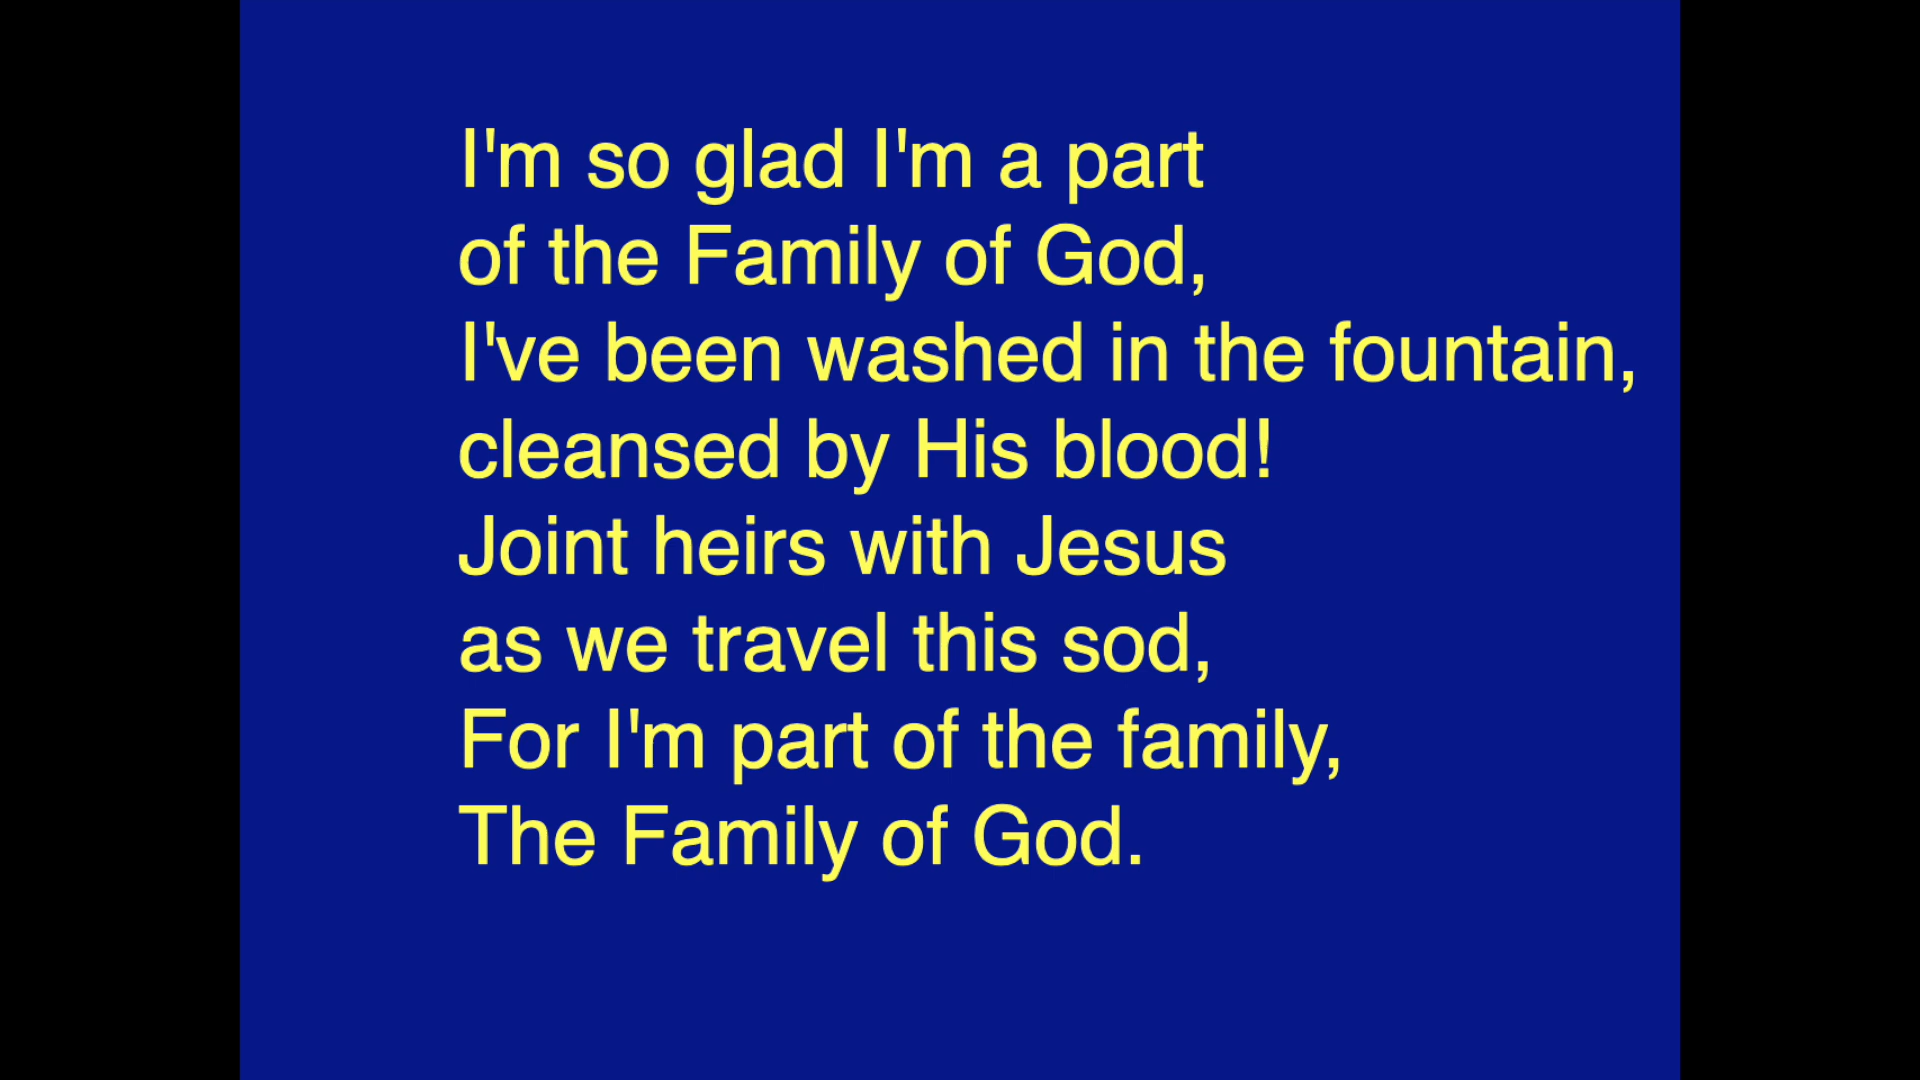 I'm so glad I'm a part
of the Family of God,
I've been washed in the fountain,
cleansed by His blood!
Joint heirs with Jesus
as we travel this sod,
For I'm part of the family,
The Family of God.